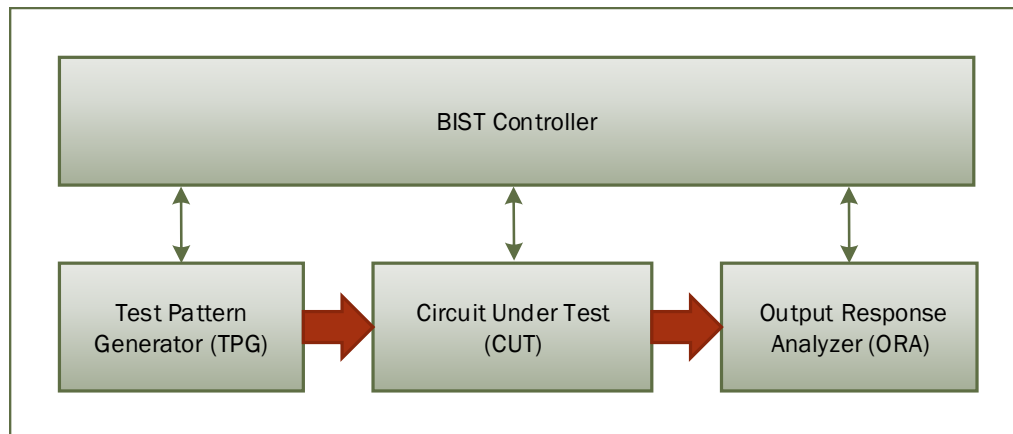 BIST Controller
Test Pattern
Generator (TPG)
Circuit Under Test
(CUT)
Output Response
Analyzer (ORA)